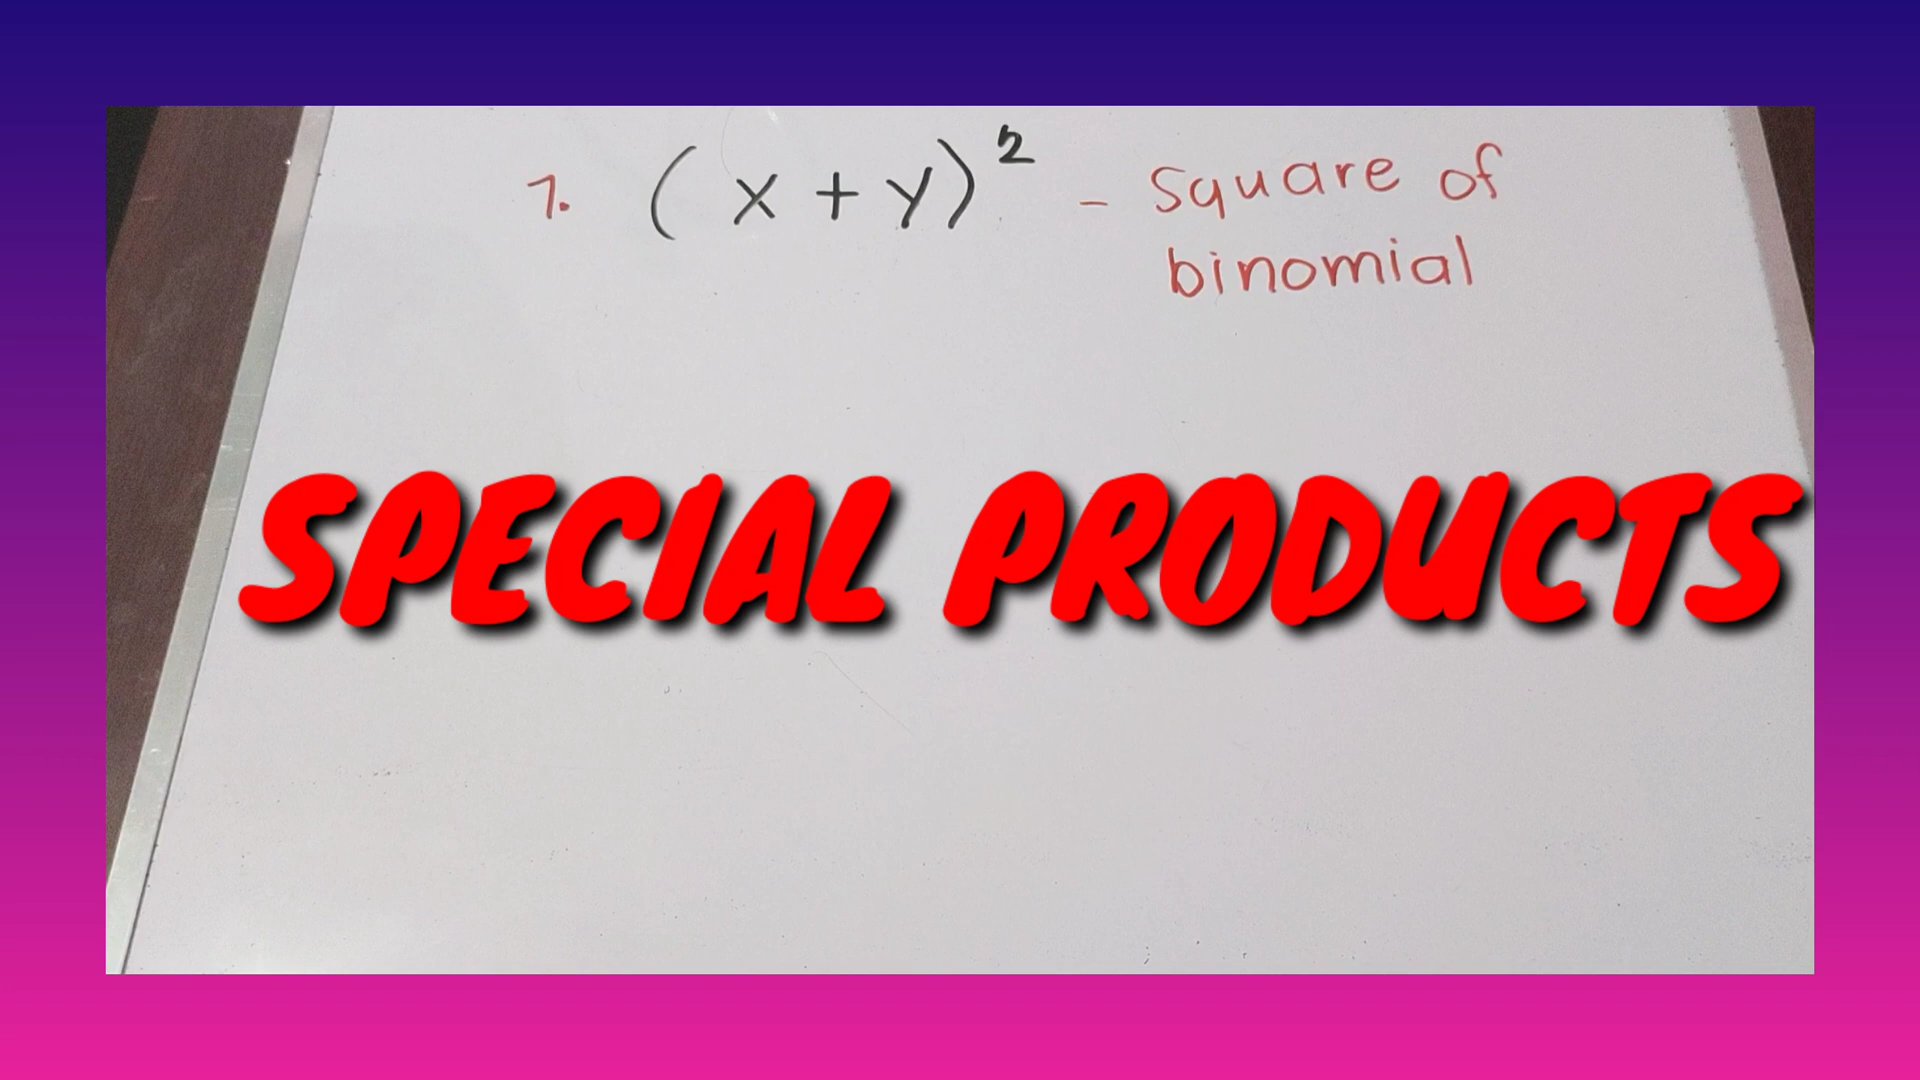 1. (x + y)² - Square of
binomial
SPECIAL PRODUCTS